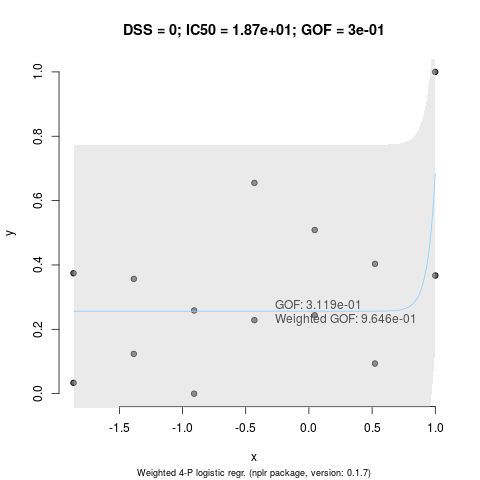 DSS = 0; IC50 = 1.87e+01; GOF = 3e-01
1.0
0.8
0.6
0.4
0.2
0.0
y
GOF: 3.119e-01
Weighted GOF: 9.646e-01
-1.5 -1.0 -0.5 0.0 0.5 1.0
x
Weighted 4-P logistic regr. (nplr package, version: 0.1.7)